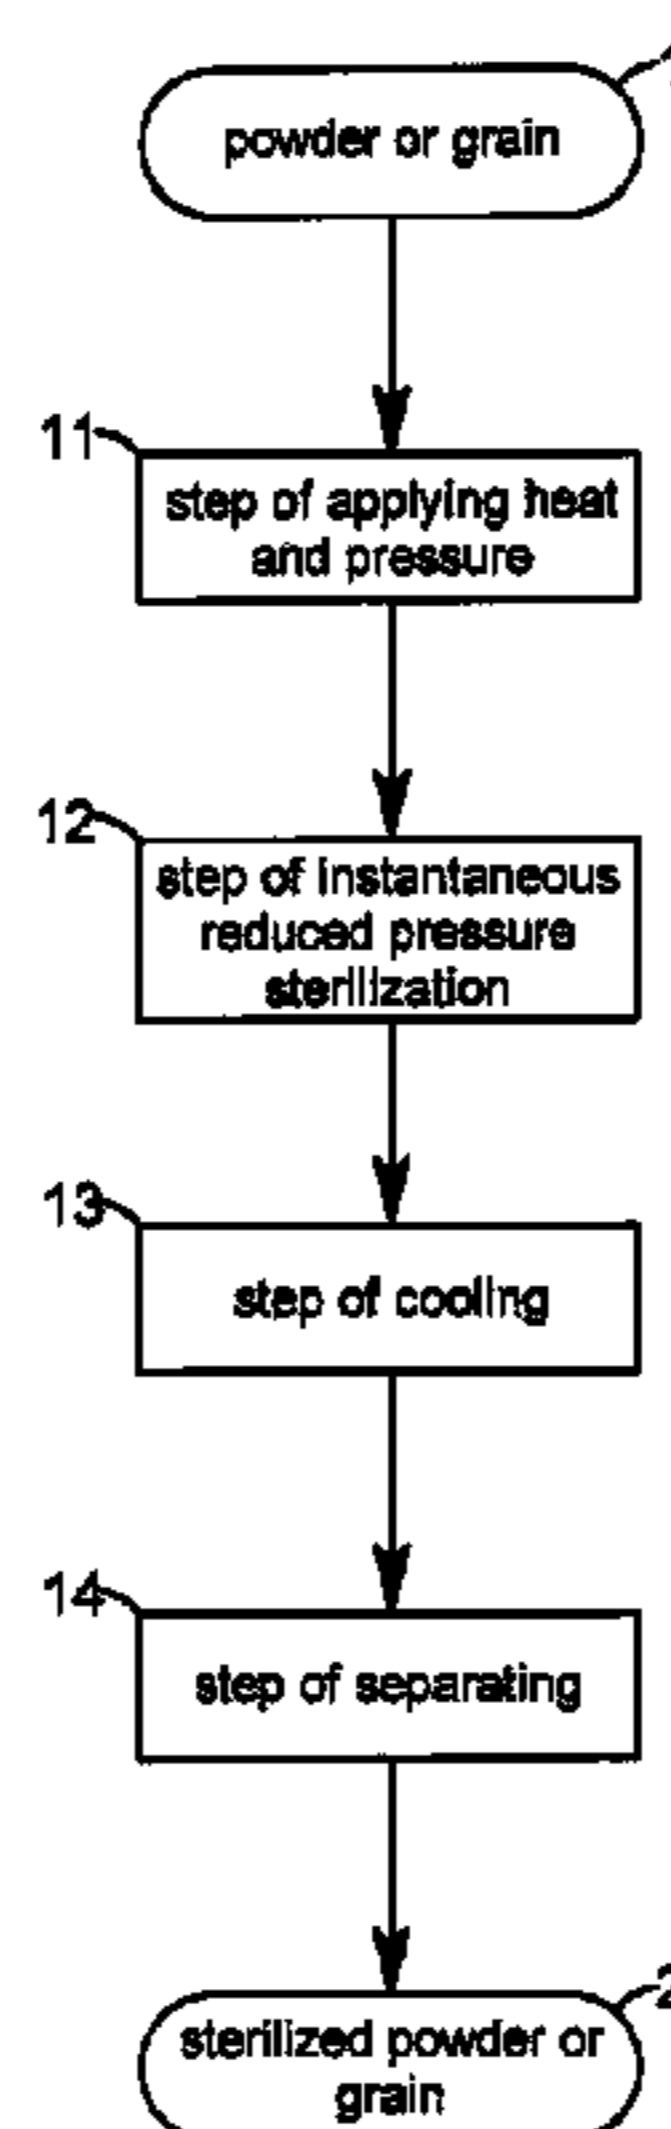 powder or grain
11
step of applying heat
and pressure
12
step of instantaneous
reduced pressure
sterilization
13
step of cooling
14
step of separating
2
sterilized powder or
grain